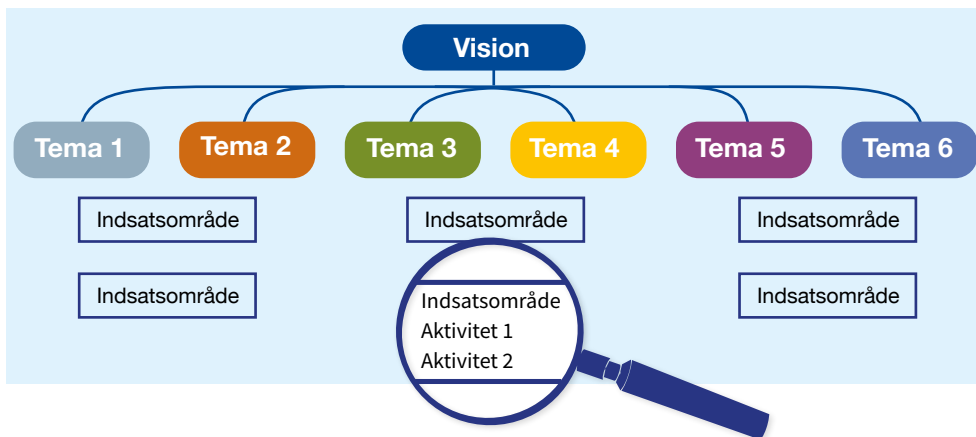 Vision
Tema 1 Tema 2 Tema 3 Tema 4 Tema 5 Tema 6
Indsatsområde Indsatsområde Indsatsområde
Indsatsområde Indsatsområde
Indsatsområde
Aktivitet 1
Aktivitet 2